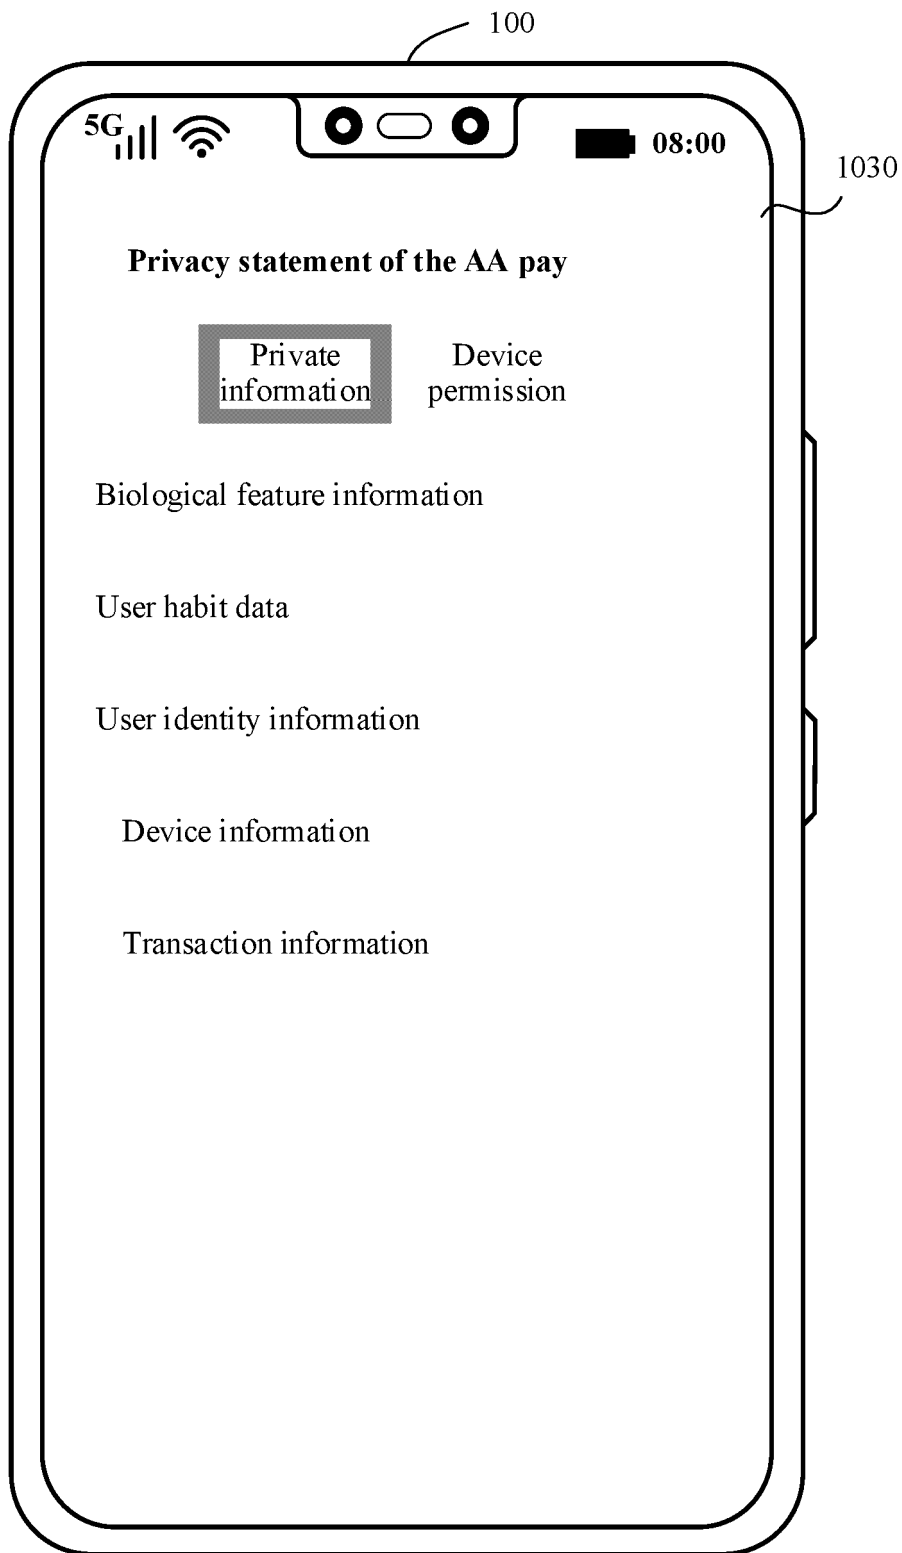 100
5G
08:00
1030
Privacy statement of the AA pay
Private
information
Device
permission
Biological feature information
User habit data
User identity information
Device information
Transaction information